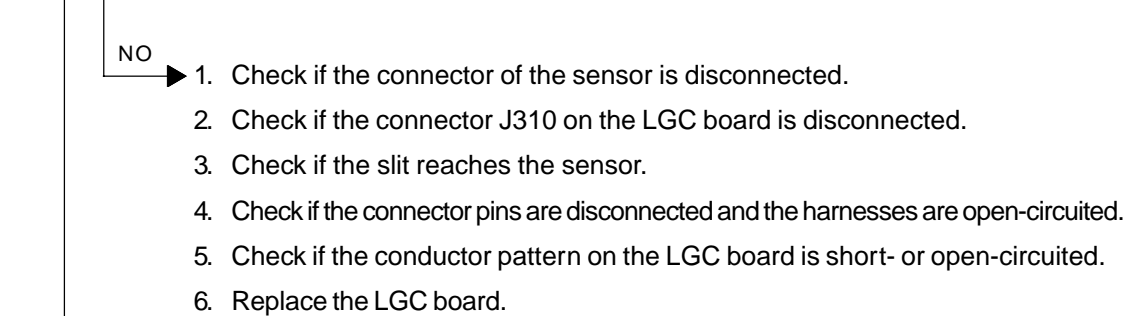 NO
1. Check if the connector of the sensor is disconnected.
2. Check if the connector J310 on the LGC board is disconnected.
3. Check if the slit reaches the sensor.
4. Check if the connector pins are disconnected and the harnesses are open-circuited.
5. Check if the conductor pattern on the LGC board is short- or open-circuited.
6. Replace the LGC board.